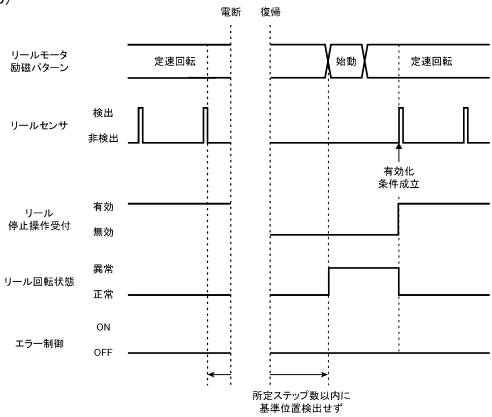 電断 復帰
リールモータ
励磁パターン
定速回転 始動 定速回転
検出
リールセンサ
非検出
有効化
条件成立
有効
リール
停止操作受付
無効
異常
リール回転状態
正常
ON
エラー制御
OFF
所定ステップ数以内に
基準位置検出せず